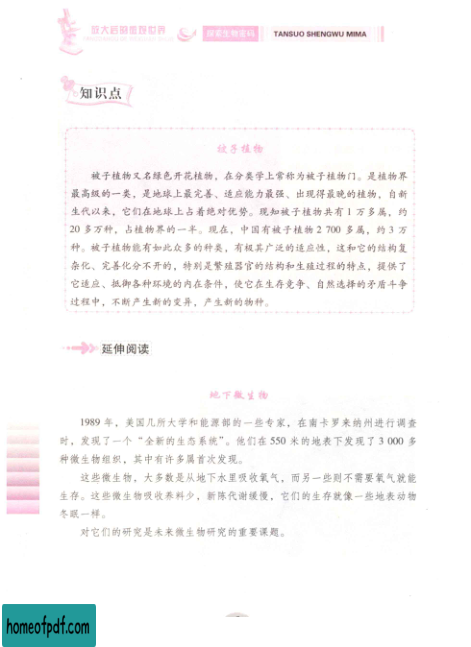 放大的微观世界
探索生物密码
TANSUO SHENGWU MIMA
知识点
被子植物
被子植物又名绿色开花植物，在分类学上常称为被子植物门。是植物界
最高级的一类，是地球上最完善、适应能力最强、出现得最晚的植物，自新
生代以来，它们在地球上占着绝对优势。现知被子植物共有 1 万多属，约
20 多万种，占植物界的一半。现在，中国有被子植物 2 700 多属，约 3 万
种。被子植物能有如此众多的种类，有极其广泛的适应性，这和它的结构复
杂化、完善化分不开的，特别是繁殖器官的结构和生殖过程的特点，提供了
它适应、抵御各种环境的内在条件，使它在生存竞争、自然选择的矛盾斗争
过程中，不断产生新的变异，产生新的物种。
延伸阅读
地下微生物
1989 年，美国几所大学和能源部的一些专家，在南卡罗来纳州进行调查
时，发现了一个“全新的生态系统”。他们在 550 米的地表下发现了 3 000 多
种微生物组织，其中有许多属首次发现。
这些微生物，大多数是从地下水里吸收氧气，而另一些则不需要氧气就能
生存。这些微生物吸收养料少，新陈代谢缓慢，它们的生存就像一些地表动物
冬眠一样。
对它们的研究是未来微生物研究的重要课题。
homeofpdf.com